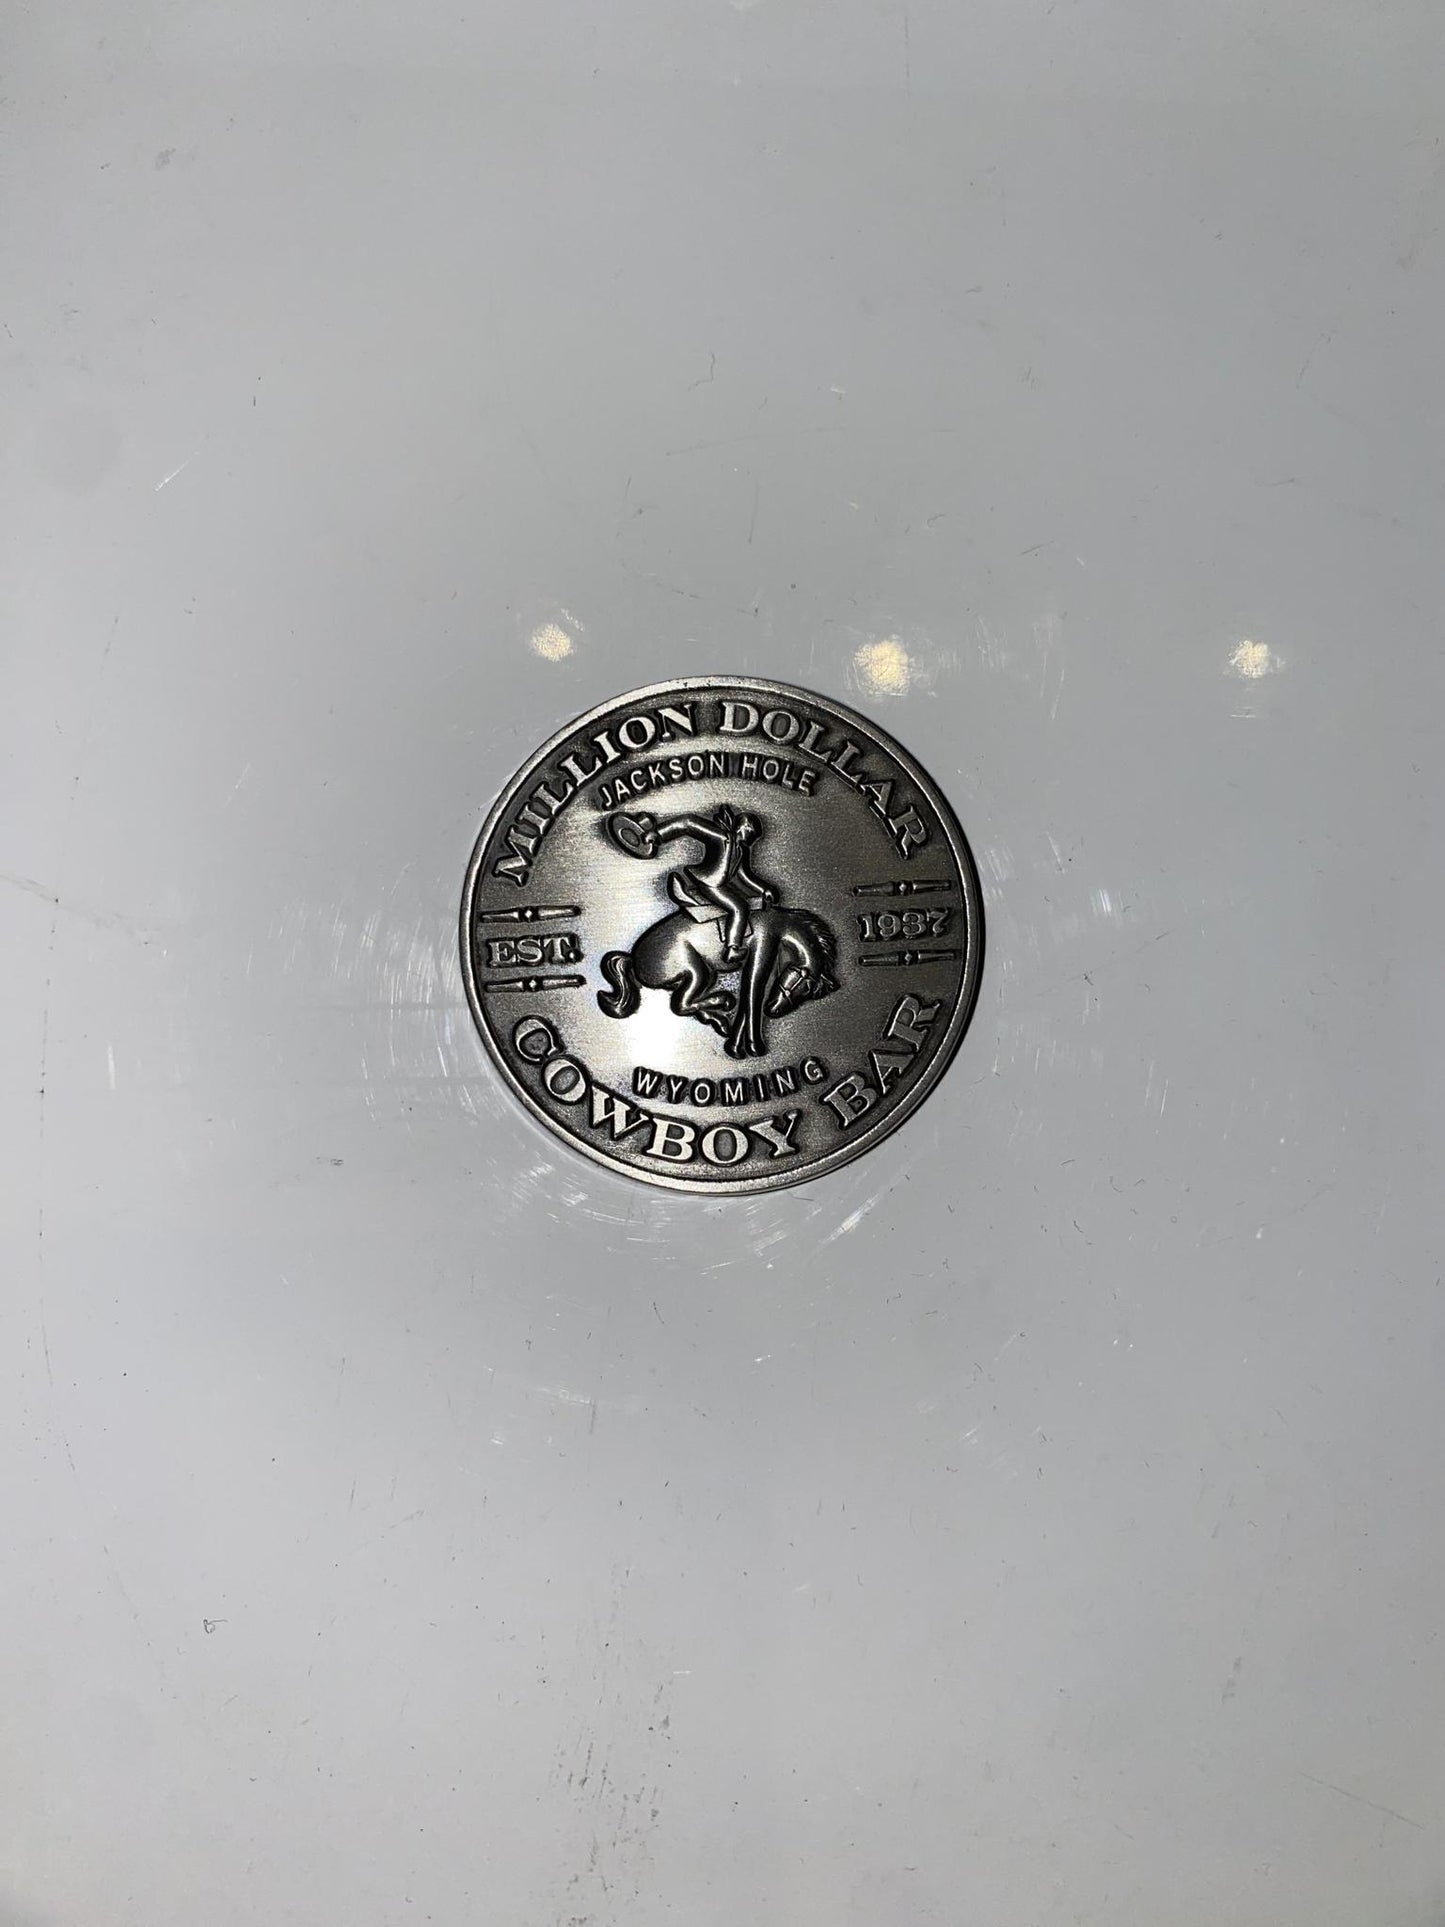 MILLION DOLLAR
JACKSON HOLE
EST. 1937
WYOMING
COWBOY BAR